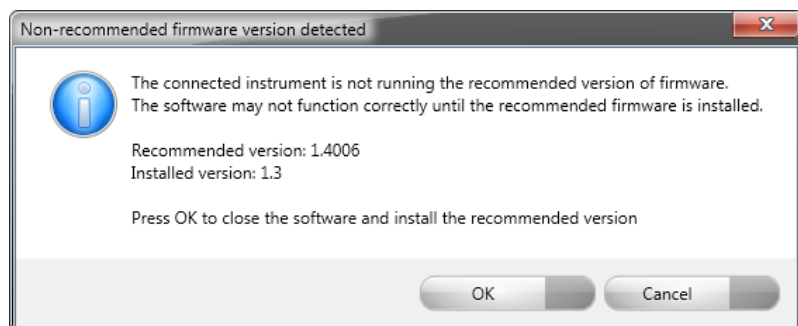 Non-recommended firmware version detected
The connected instrument is not running the recommended version of firmware.
The software may not function correctly until the recommended firmware is installed.
Recommended version: 1.4006
Installed version: 1.3
Press OK to close the software and install the recommended version
OK
Cancel